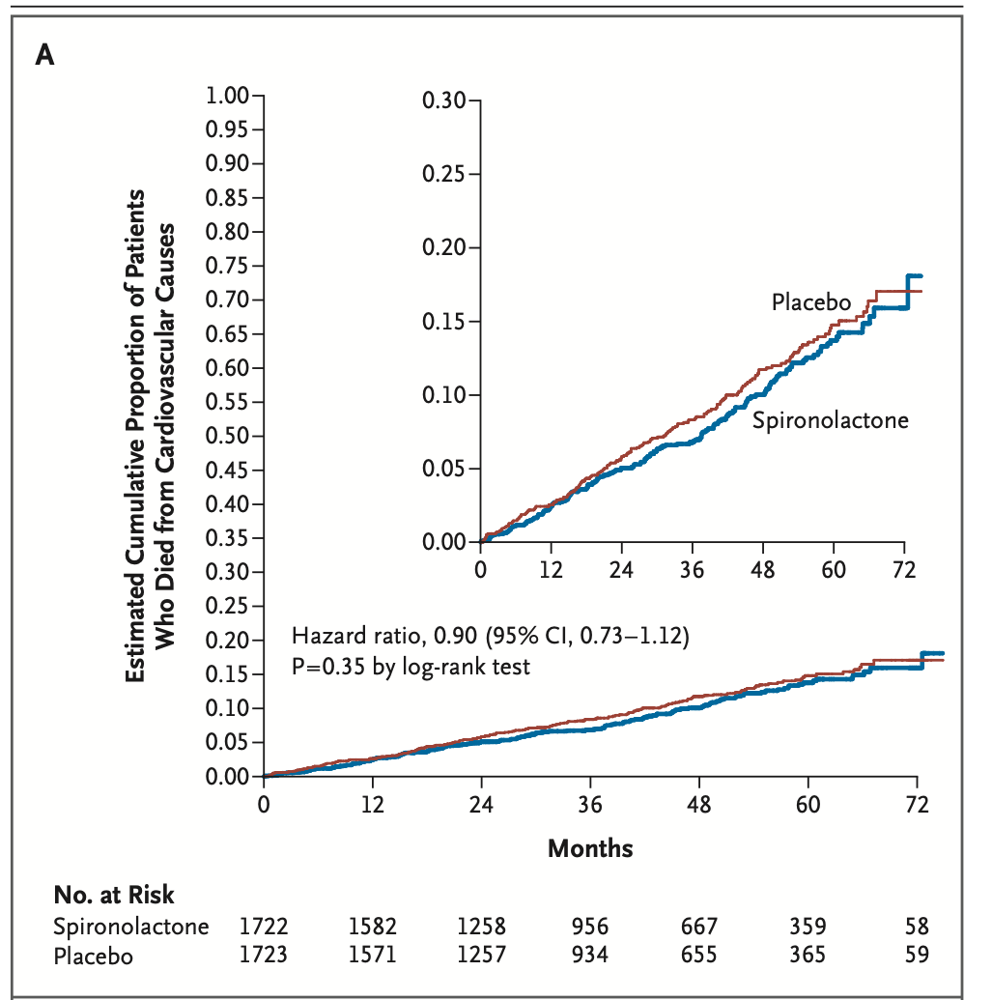 A
1.00
0.95
0.90
0.85
0.80
0.75
0.70
0.65
0.60
0.55
0.50
0.45
0.40
0.35
0.30
0.25
0.20
0.15
0.10
0.05
0.00
Estimated Cumulative Proportion of Patients
Who Died from Cardiovascular Causes
0.30
0.25
0.20
0.15
0.10
0.05
0.00
Placebo
Spironolactone
0 12 24 36 48 60 72
Hazard ratio, 0.90 (95% CI, 0.73–1.12)
P=0.35 by log-rank test
0 12 24 36 48 60 72
Months
No. at Risk
Spironolactone 1722 1582 1258 956 667 359 58
Placebo 1723 1571 1257 934 655 365 59